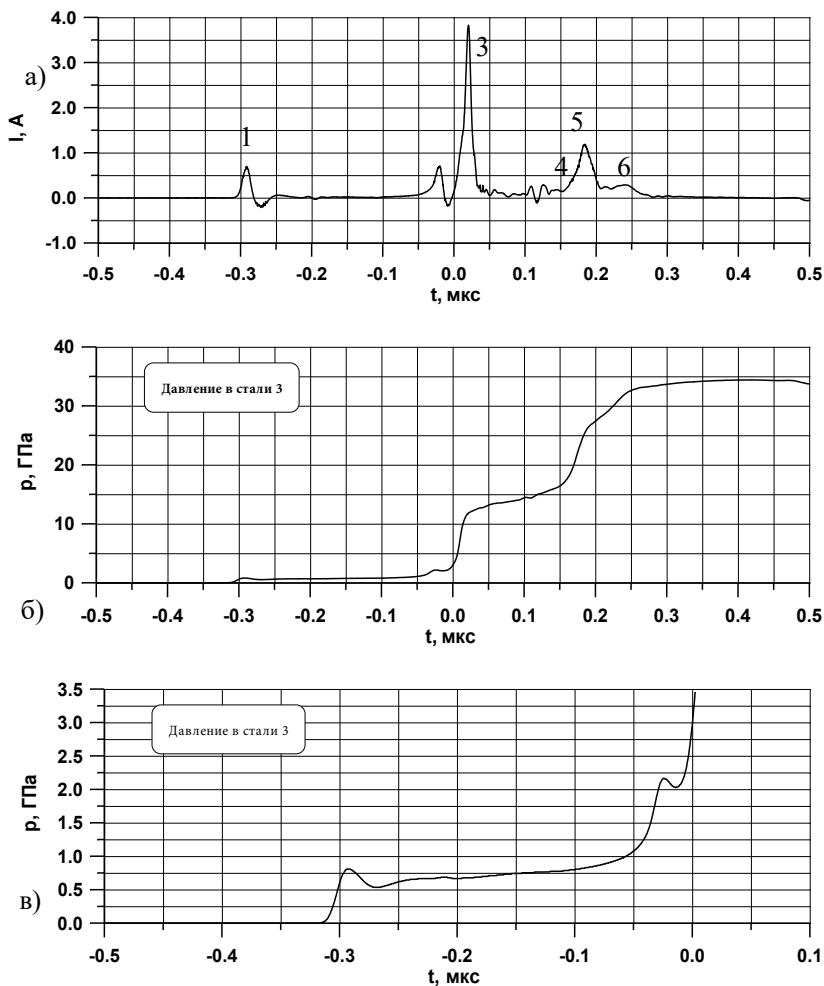 4.0
3.0
3
а)
I, А
2.0
5
1
1.0
4
6
0.0
-1.0
-0.5 -0.4 -0.3 -0.2 -0.1 0.0 0.1 0.2 0.3 0.4 0.5
t, мкс
40
Давление в стали 3
30
p, ГПа
20
10
0
б)
-0.5 -0.4 -0.3 -0.2 -0.1 0.0 0.1 0.2 0.3 0.4 0.5
t, мкс
3.5
3.0
Давление в стали 3
2.5
p, ГПа
2.0
1.5
1.0
0.5
в)
0.0
-0.5 -0.4 -0.3 -0.2 -0.1 0.0 0.1
t, мкс